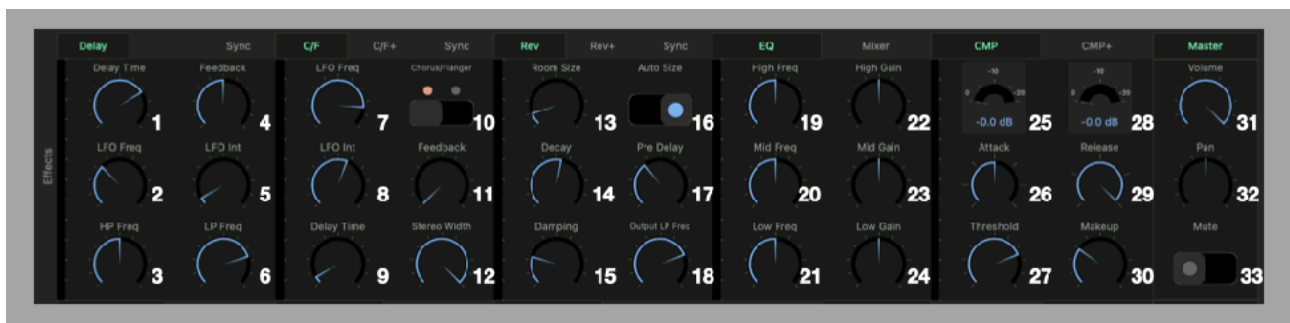 Delay Sync C/F C/F+ Sync Rev Rev+ Sync EQ Mixer CMP CMP+ Master
Delay Time Feedback LFO Freq Chorus/Flanger Room Size Auto Size High Freq High Gain -10 -10 Volume
0 -20 0 -20
-0.0 dB -0.0 dB
1 4 7 10 13 16 19 22 25 28 31
Effects
LFO Freq LFO Int LFO Int Feedback Decay Pre Delay Mid Freq Mid Gain Attack Release Pan
2 5 8 11 14 17 20 23 26 29 32
HP Freq LP Freq Delay Time Stereo Width Damping Output LP Freq Low Freq Low Gain Threshold Makeup Mute
3 6 9 12 15 18 21 24 27 30 33